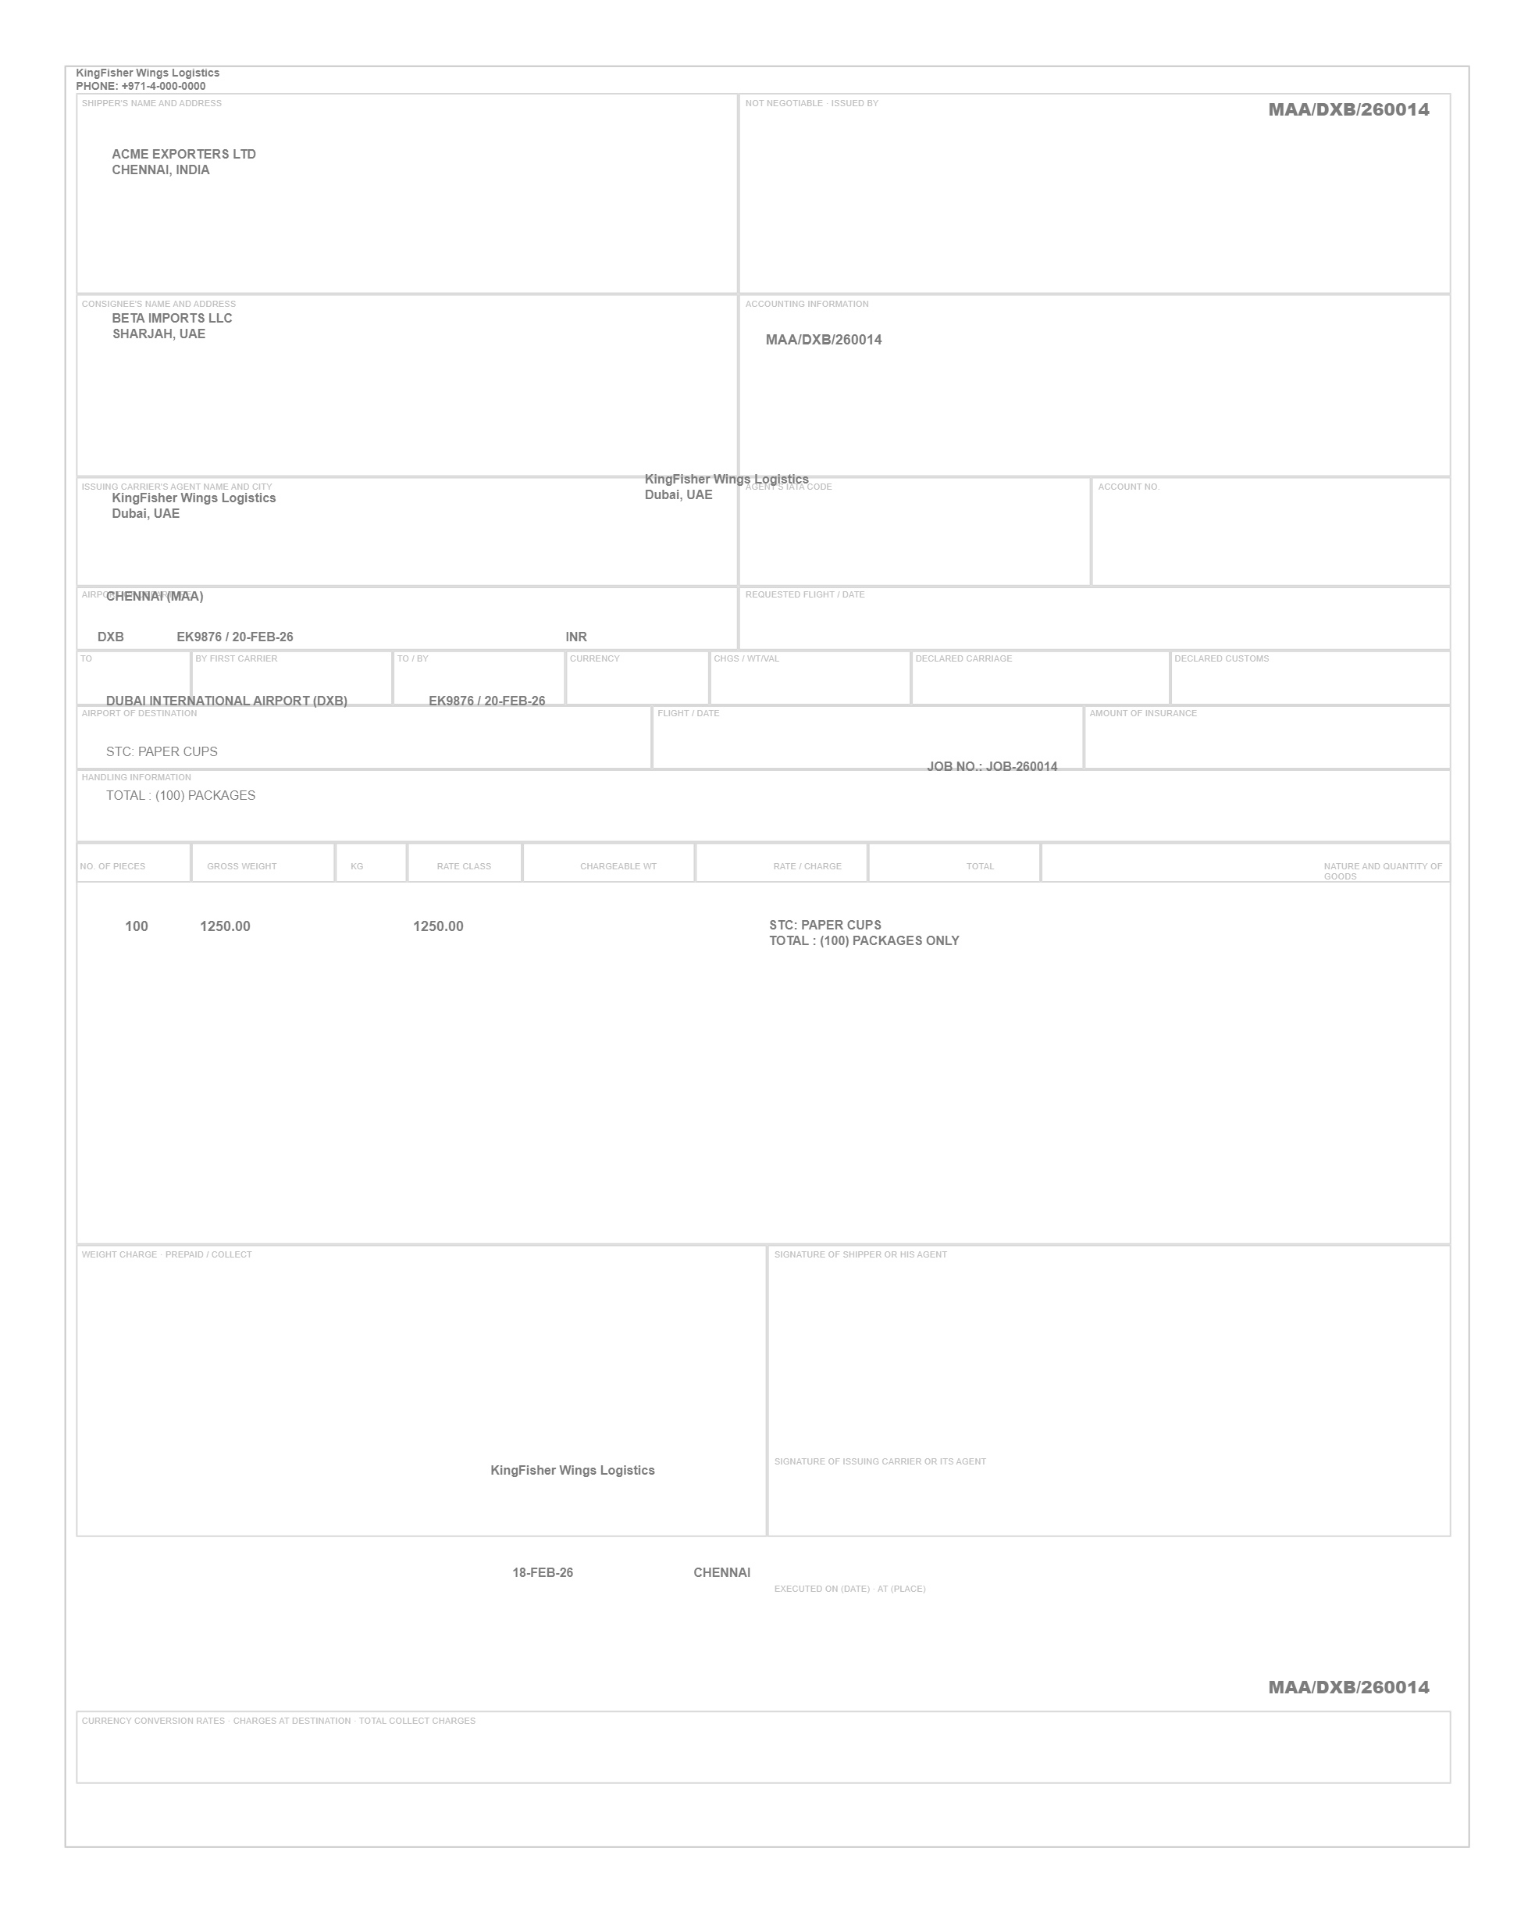 KingFisher Wings Logistics
PHONE: +971-4-000-0000
SHIPPER'S NAME AND ADDRESS
NOT NEGOTIABLE · ISSUED BY
MAA/DXB/260014
ACME EXPORTERS LTD
CHENNAI, INDIA
CONSIGNEE'S NAME AND ADDRESS
ACCOUNTING INFORMATION
BETA IMPORTS LLC
SHARJAH, UAE
MAA/DXB/260014
KingFisher Wings Logistics
Dubai, UAE
ISSUING CARRIER'S AGENT NAME AND CITY
AGENT'S IATA CODE
ACCOUNT NO.
KingFisher Wings Logistics
Dubai, UAE
CHENNAI (MAA)
REQUESTED FLIGHT / DATE
DXB EK9876 / 20-FEB-26 INR
TO
BY FIRST CARRIER
TO / BY
CURRENCY
CHGS / WT/VAL
DECLARED CARRIAGE
DECLARED CUSTOMS
DUBAI INTERNATIONAL AIRPORT (DXB) EK9876 / 20-FEB-26
AIRPORT OF DESTINATION
FLIGHT / DATE
AMOUNT OF INSURANCE
STC: PAPER CUPS
JOB NO.: JOB-260014
HANDLING INFORMATION
TOTAL : (100) PACKAGES
NO. OF PIECES
GROSS WEIGHT
KG
RATE CLASS
CHARGEABLE WT
RATE / CHARGE
TOTAL
NATURE AND QUANTITY OF
GOODS
100 1250.00 1250.00
STC: PAPER CUPS
TOTAL : (100) PACKAGES ONLY
WEIGHT CHARGE · PREPAID / COLLECT
SIGNATURE OF SHIPPER OR HIS AGENT
SIGNATURE OF ISSUING CARRIER OR ITS AGENT
KingFisher Wings Logistics
18-FEB-26 CHENNAI
EXECUTED ON (DATE) · AT (PLACE)
MAA/DXB/260014
CURRENCY CONVERSION RATES · CHARGES AT DESTINATION · TOTAL COLLECT CHARGES